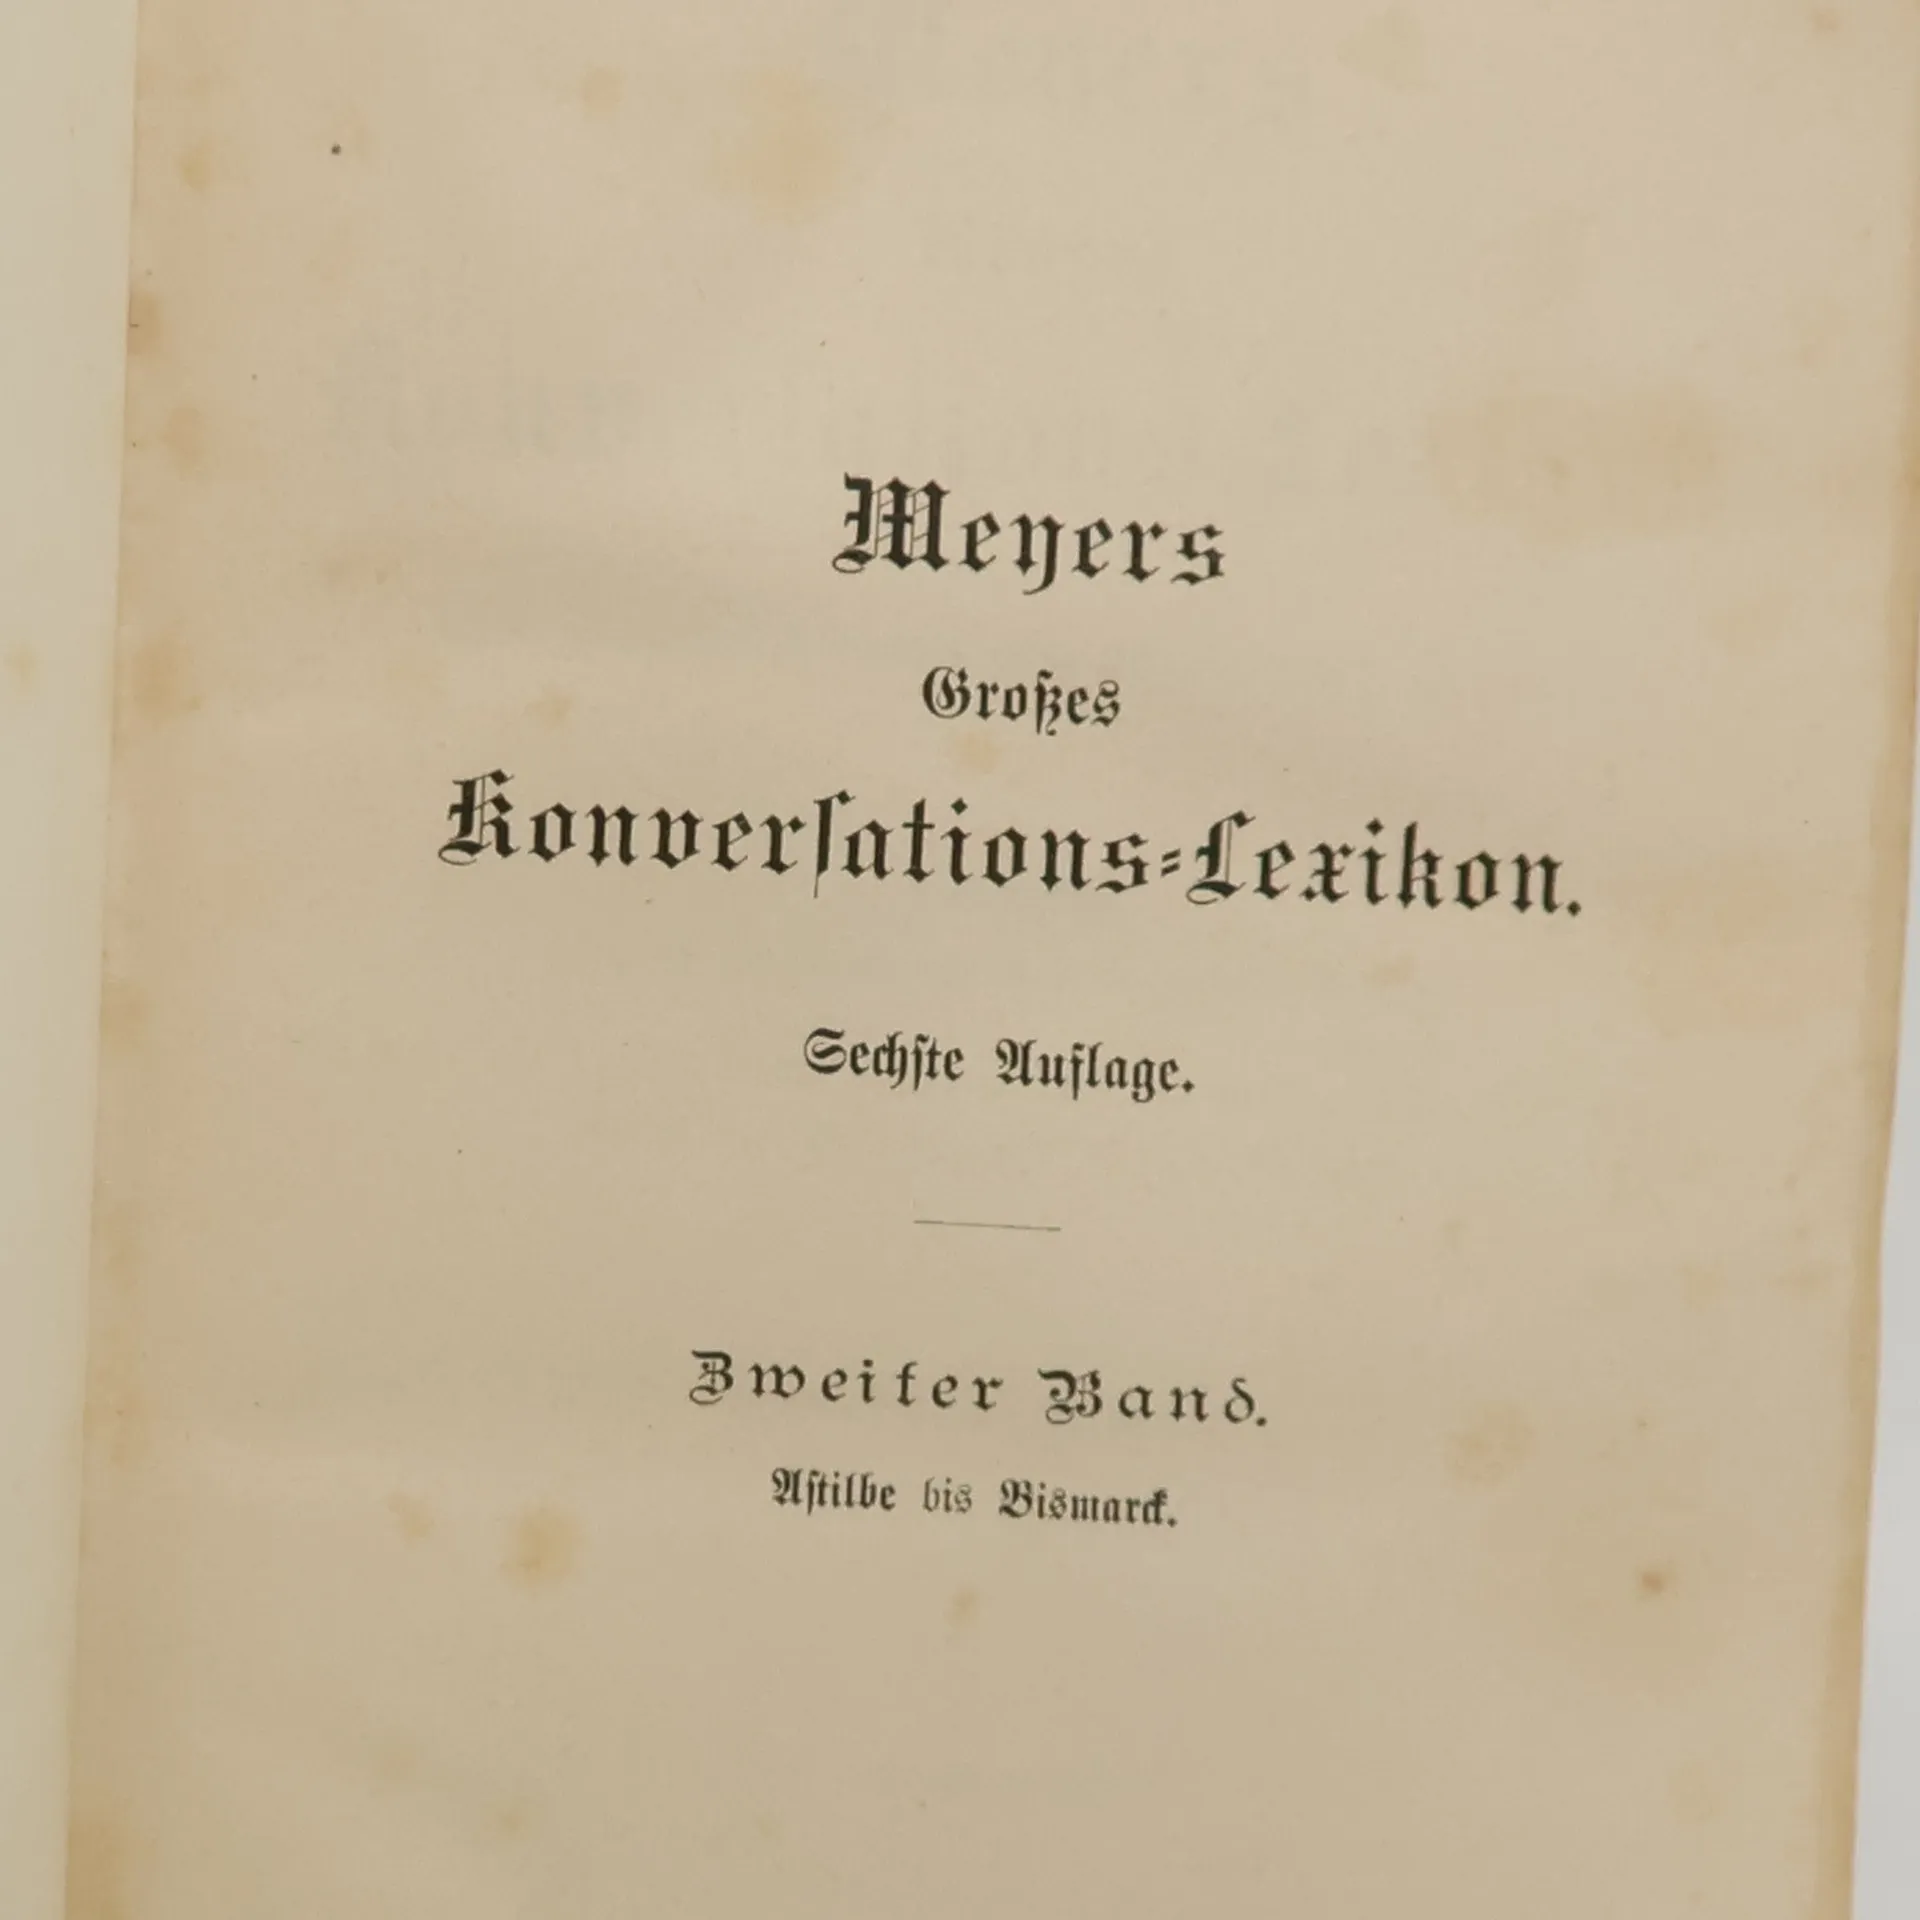 Meyers
Großes
Konverſations⸗Lexikon.
Sechſte Auflage.
Zweiter Band.
Aſtilbe bis Bismarck.